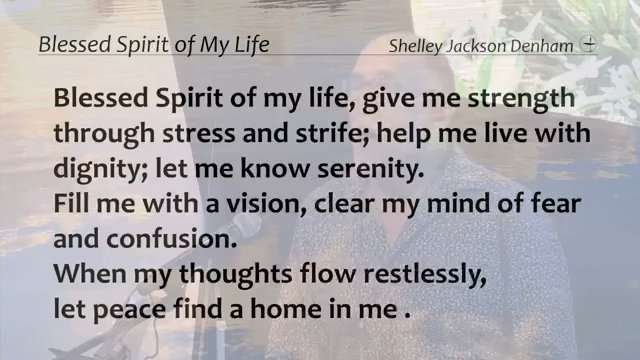 Blessed Spirit of My Life
Shelley Jackson Denham
Blessed Spirit of my life, give me strength
through stress and strife; help me live with
dignity; let me know serenity.
Fill me with a vision, clear my mind of fear
and confusion.
When my thoughts flow restlessly,
let peace find a home in me .